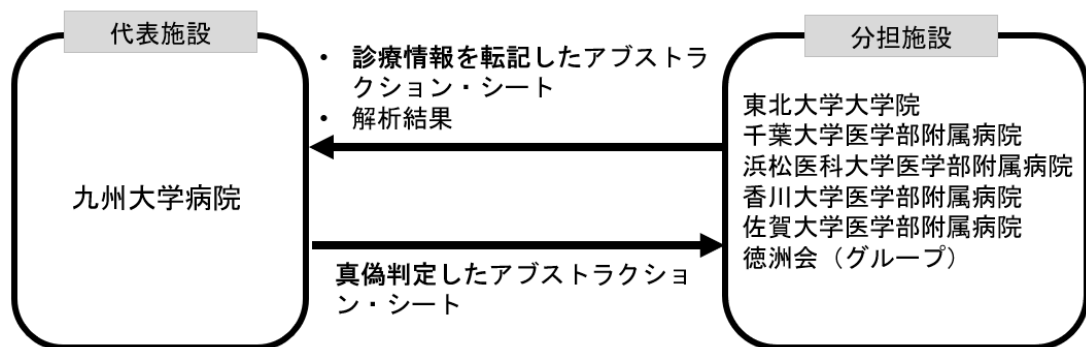 代表施設
九州大学病院
• 診療情報を転記したアブストラ
クション・シート
• 解析結果
真偽判定したアブストラクショ
ン・シート
分担施設
東北大学大学院
千葉大学医学部附属病院
浜松医科大学医学部附属病院
香川大学医学部附属病院
佐賀大学医学部附属病院
徳洲会（グループ）